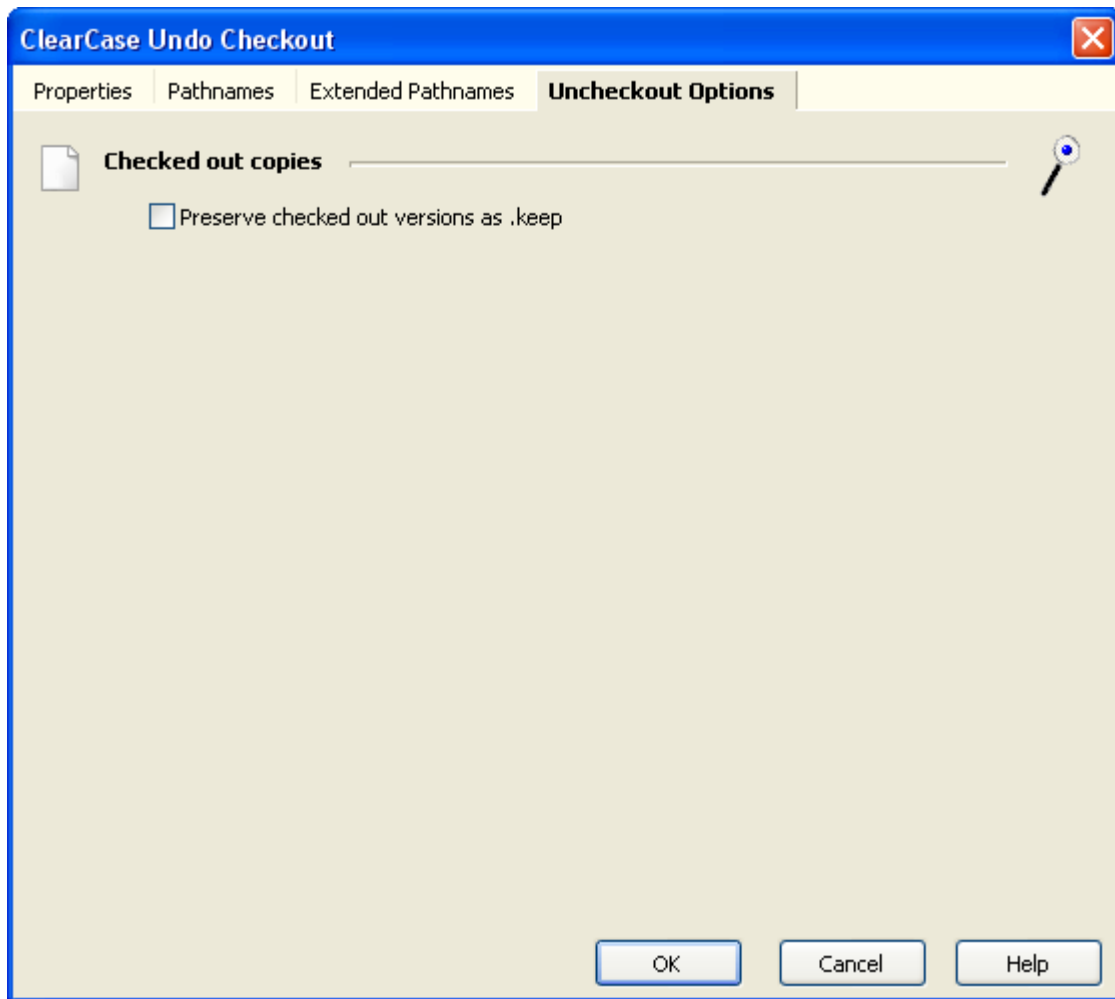 ClearCase Undo Checkout
Properties Pathnames Extended Pathnames Uncheckout Options
Checked out copies
Preserve checked out versions as .keep
OK Cancel Help